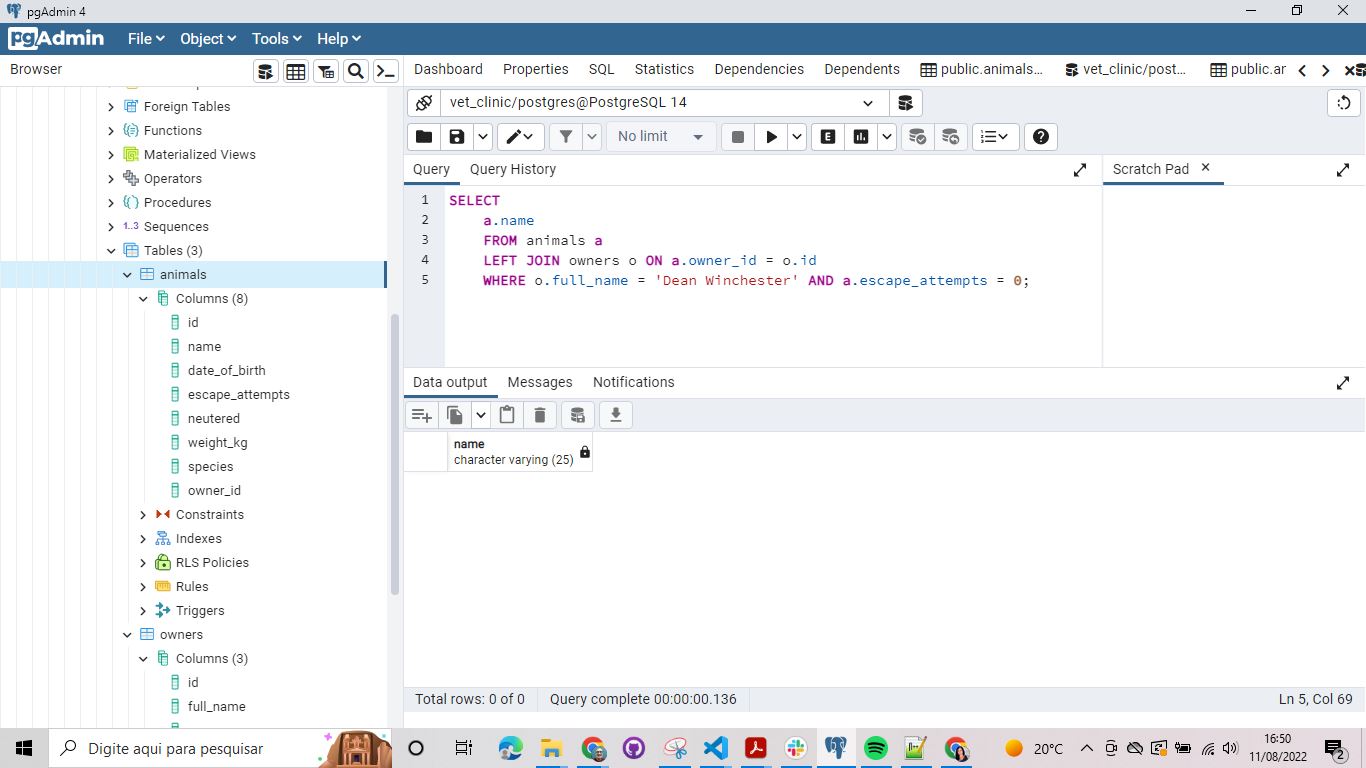 pgAdmin 4
pgAdmin File Object Tools Help
Browser
Dashboard Properties SQL Statistics Dependencies Dependents public.animals... vet_clinic/post... public.ar
vet_clinic/postgres@PostgreSQL 14
No limit
Query Query History
Scratch Pad
1 SELECT
2 a.name
3 FROM animals a
4 LEFT JOIN owners o ON a.owner_id = o.id
5 WHERE o.full_name = 'Dean Winchester' AND a.escape_attempts = 0;
Foreign Tables
Functions
Materialized Views
Operators
Procedures
1..3 Sequences
Tables (3)
animals
Columns (8)
id
name
date_of_birth
escape_attempts
neutered
weight_kg
species
owner_id
Constraints
Indexes
RLS Policies
Rules
Triggers
owners
Columns (3)
id
full_name
Data output Messages Notifications
name
character varying (25)
Total rows: 0 of 0 Query complete 00:00:00.136 Ln 5, Col 69
Digite aqui para pesquisar
20°C
16:50
11/08/2022
2